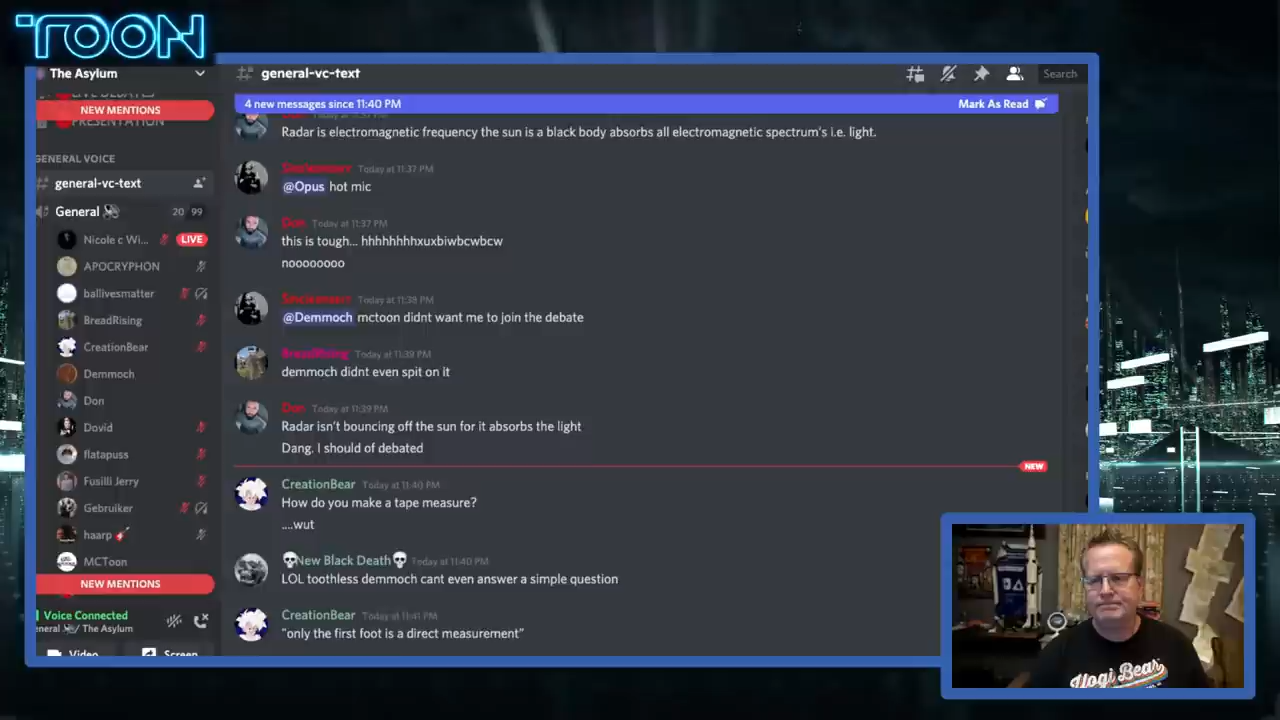 TOON
The Asylum
NEW MENTIONS
PRESENTATION
GENERAL VOICE
general-vc-text
General
20 99
Nicole c Wi...
LIVE
APOCRYPHON
ballivesmatter
BreadRising
CreationBear
Demmoch
Don
Dovid
flatapuss
Fusilli Jerry
Gebruiker
haarp
MCToon
NEW MENTIONS
Voice Connected
eneral / The Asylum
Video
Screen
general-vc-text
Search
4 new messages since 11:40 PM
Mark As Read
Radar is electromagnetic frequency the sun is a black body absorbs all electromagnetic spectrum's i.e. light.
Today at 11:37 PM
@Opus hot mic
Don Today at 11:37 PM
this is tough... hhhhhhhhxuxbiwbcwbcw
noooooooo
Today at 11:38 PM
@Demmoch mctoon didnt want me to join the debate
BreadRising Today at 11:39 PM
demmoch didnt even spit on it
Don Today at 11:39 PM
Radar isn't bouncing off the sun for it absorbs the light
Dang. I should of debated
NEW
CreationBear Today at 11:40 PM
How do you make a tape measure?
....wut
New Black Death Today at 11:40 PM
LOL toothless demmoch cant even answer a simple question
CreationBear Today at 11:41 PM
"only the first foot is a direct measurement"
Yogi Bear